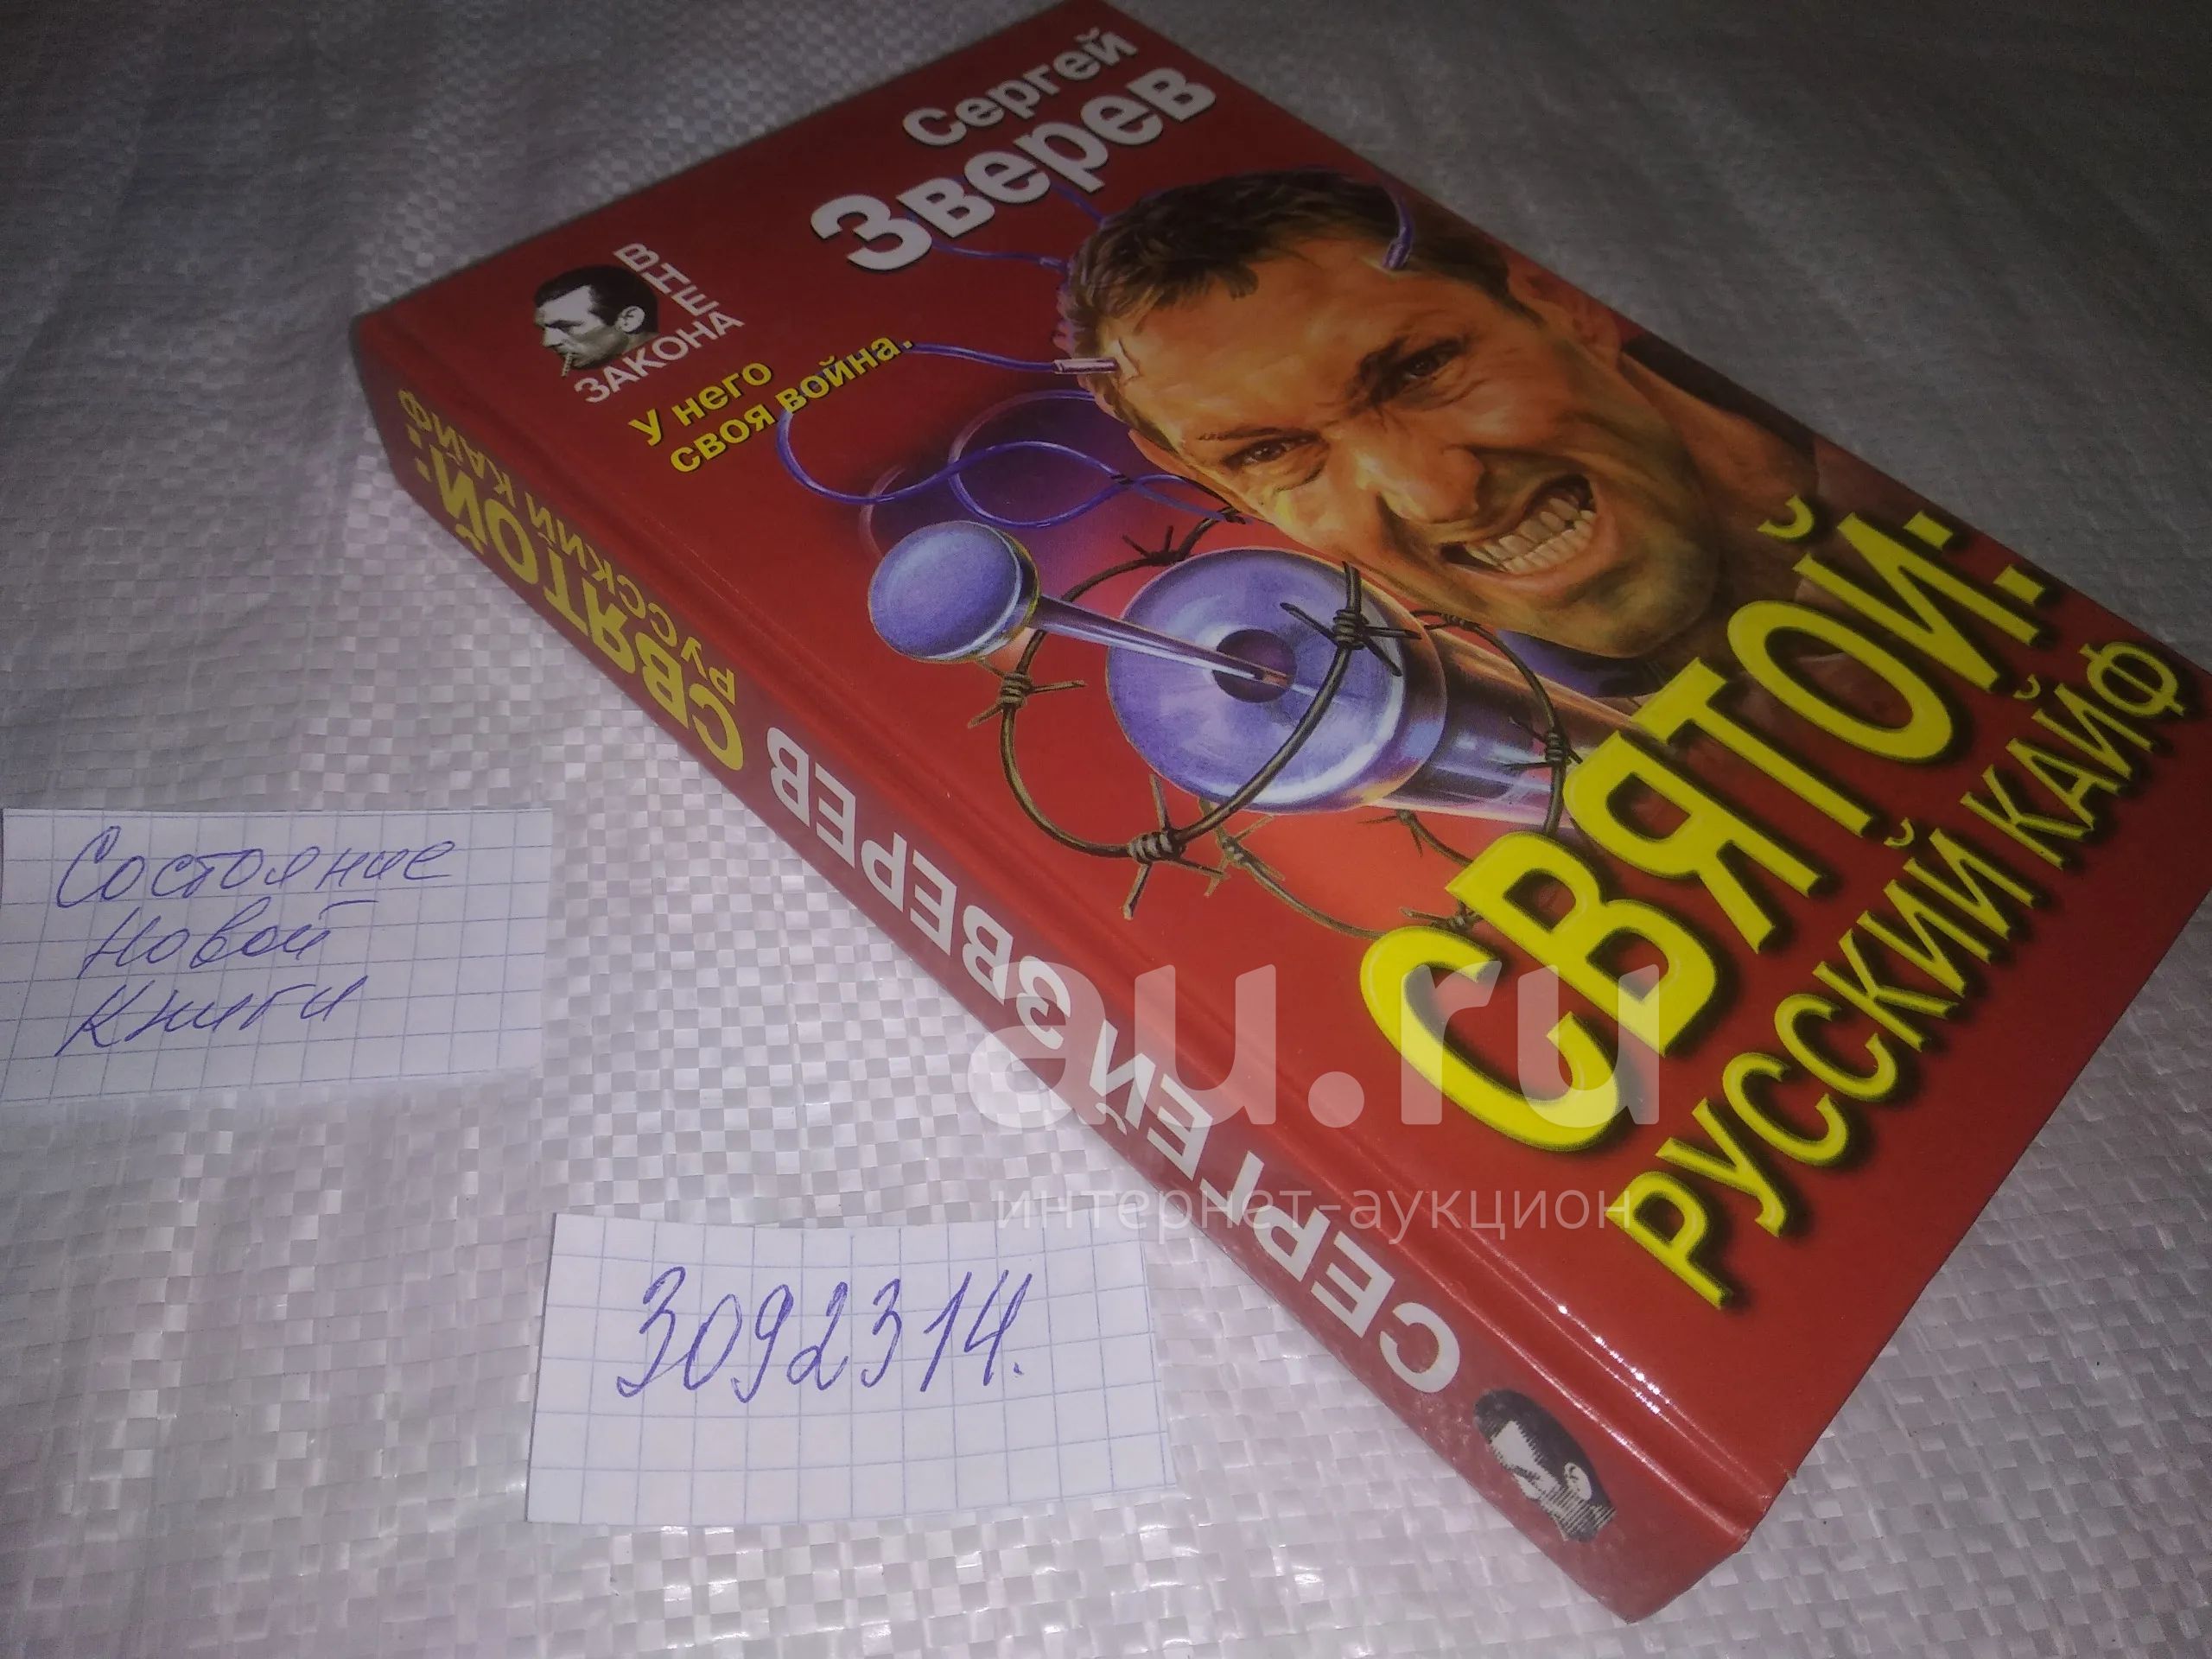 Сергей
Зверев
ВНЕ
ЗАКОНА
У него
своя война.
СВЯТОЙ:
РУССКИЙ КАЙФ
СЕРГЕЙ ЗВЕРЕВ
СВЯТОЙ:
РУССКИЙ КАЙФ
Состояние
новой
книги
3092314.
au.ru
интернет-аукцион